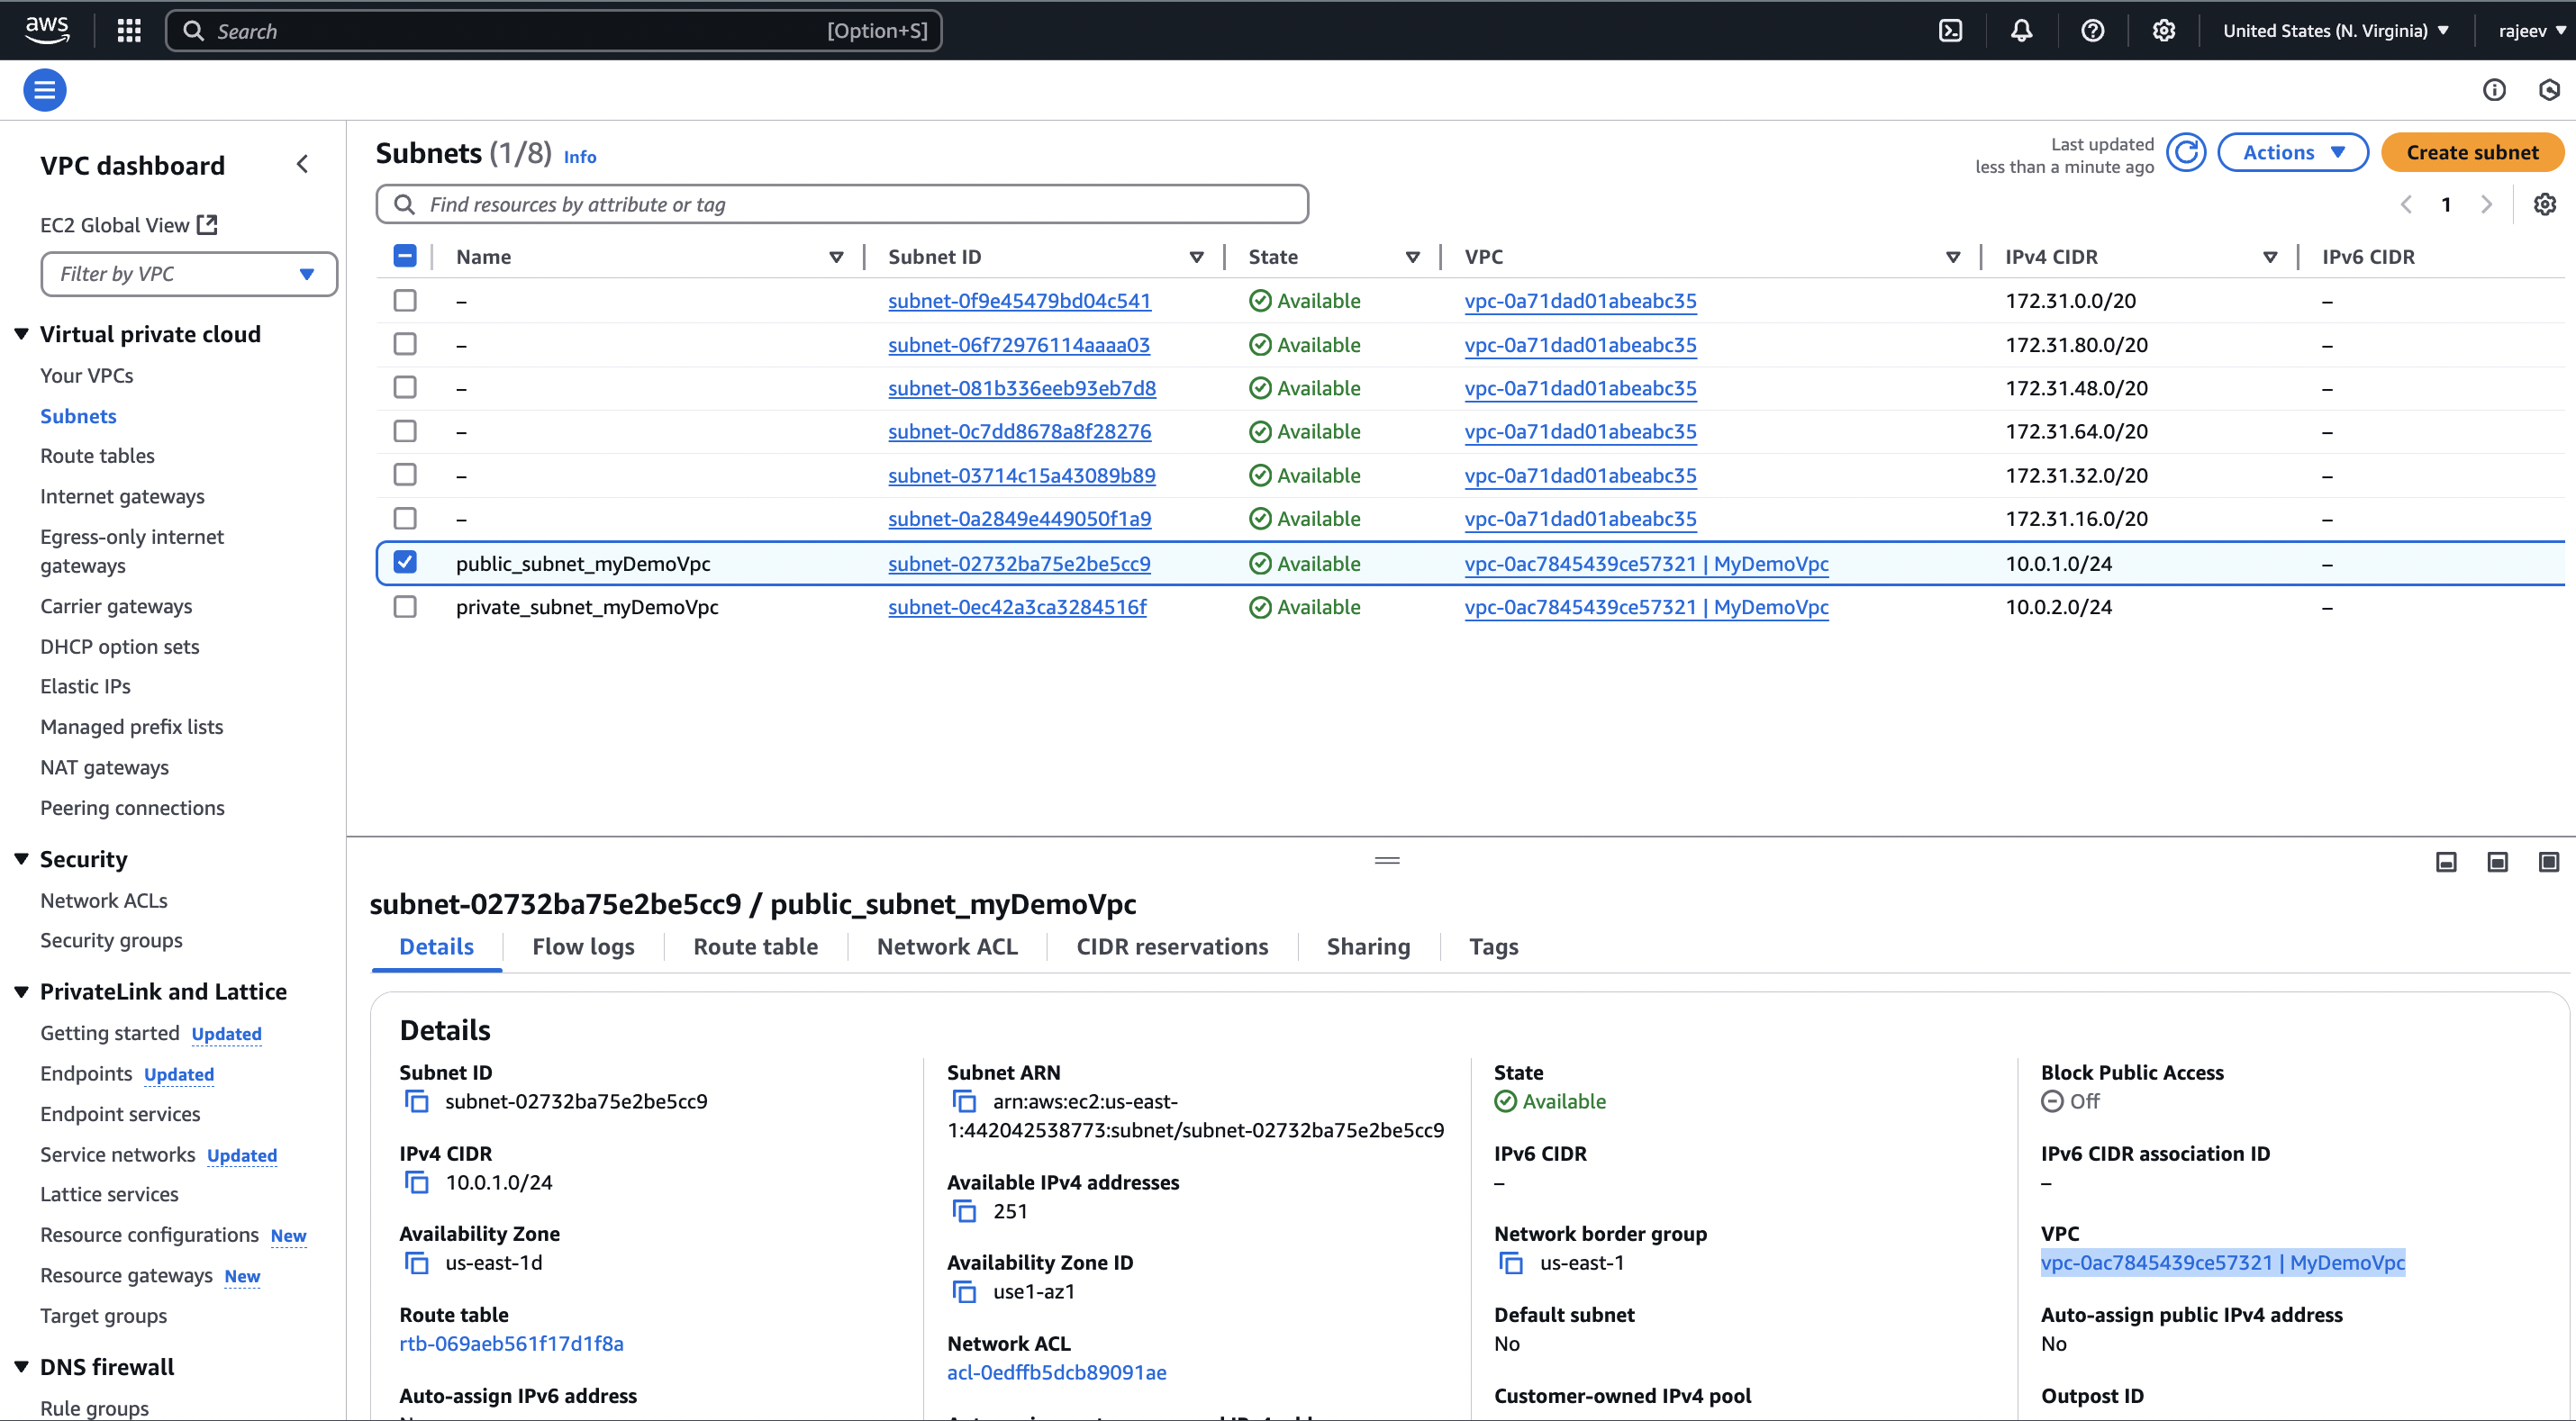 aws
Search [Option+S]
United States (N. Virginia) rajeev
VPC dashboard
EC2 Global View
Filter by VPC
Virtual private cloud
Your VPCs
Subnets
Route tables
Internet gateways
Egress-only internet
gateways
Carrier gateways
DHCP option sets
Elastic IPs
Managed prefix lists
NAT gateways
Peering connections
Security
Network ACLs
Security groups
PrivateLink and Lattice
Getting started Updated
Endpoints Updated
Endpoint services
Service networks Updated
Lattice services
Resource configurations New
Resource gateways New
Target groups
DNS firewall
Rule groups
Subnets (1/8) Info
Last updated
less than a minute ago
Actions
Create subnet
Find resources by attribute or tag
1
Name Subnet ID State VPC IPv4 CIDR IPv6 CIDR
– subnet-0f9e45479bd04c541 Available vpc-0a71dad01abeabc35 172.31.0.0/20 –
– subnet-06f72976114aaaa03 Available vpc-0a71dad01abeabc35 172.31.80.0/20 –
– subnet-081b336eeb93eb7d8 Available vpc-0a71dad01abeabc35 172.31.48.0/20 –
– subnet-0c7dd8678a8f28276 Available vpc-0a71dad01abeabc35 172.31.64.0/20 –
– subnet-03714c15a43089b89 Available vpc-0a71dad01abeabc35 172.31.32.0/20 –
– subnet-0a2849e449050f1a9 Available vpc-0a71dad01abeabc35 172.31.16.0/20 –
public_subnet_myDemoVpc subnet-02732ba75e2be5cc9 Available vpc-0ac7845439ce57321 | MyDemoVpc 10.0.1.0/24 –
private_subnet_myDemoVpc subnet-0ec42a3ca3284516f Available vpc-0ac7845439ce57321 | MyDemoVpc 10.0.2.0/24 –
subnet-02732ba75e2be5cc9 / public_subnet_myDemoVpc
Details Flow logs Route table Network ACL CIDR reservations Sharing Tags
Details
Subnet ID
subnet-02732ba75e2be5cc9
IPv4 CIDR
10.0.1.0/24
Availability Zone
us-east-1d
Route table
rtb-069aeb561f17d1f8a
Auto-assign IPv6 address
Subnet ARN
arn:aws:ec2:us-east-
1:442042538773:subnet/subnet-02732ba75e2be5cc9
Available IPv4 addresses
251
Availability Zone ID
use1-az1
Network ACL
acl-0edffb5dcb89091ae
State
Available
IPv6 CIDR
–
Network border group
us-east-1
Default subnet
No
Customer-owned IPv4 pool
Block Public Access
Off
IPv6 CIDR association ID
–
VPC
vpc-0ac7845439ce57321 | MyDemoVpc
Auto-assign public IPv4 address
No
Outpost ID